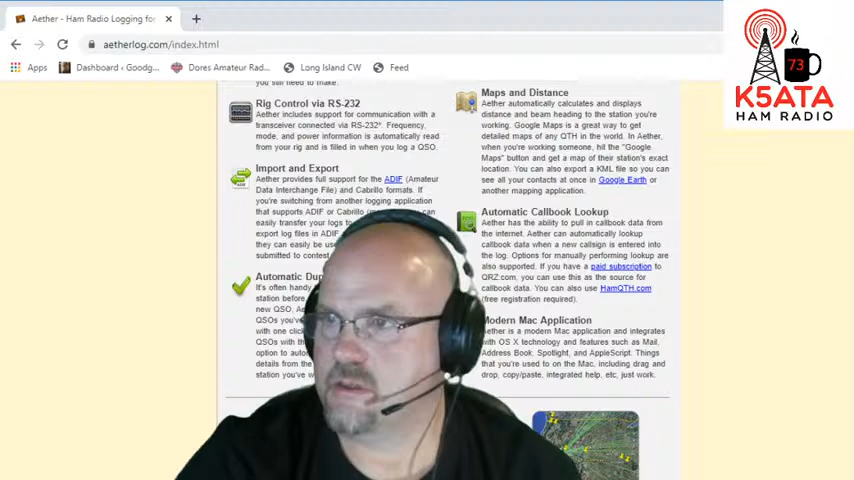 Aether - Ham Radio Logging for
aetherlog.com/index.html
Apps
Dashboard ‹ Goodg...
Dores Amateur Rad...
Long Island CW
Feed
73
K5ATA
HAM RADIO
you still need to make.
Rig Control via RS-232
Aether includes support for communication with a
transceiver connected via RS-232*. Frequency,
mode, and power information is automatically read
from your rig and is filled in when you log a QSO.
Import and Export
Aether provides full support for the ADIF (Amateur
Data Interchange File) and Cabrillo formats. If
you're switching from another logging application
that supports ADIF or Cabrillo can
easily transfer your logs to
export log files in ADIF
they can easily be use
submitted to contest
Automatic Dup
It's often handy
station before
new QSO, Ae
QSOs you've
with one click
option to auto
details from the
station you've w
Maps and Distance
Aether automatically calculates and displays
distance and beam heading to the station you're
working. Google Maps is a great way to get
detailed maps of any QTH in the world. In Aether,
when you're working someone, hit the "Google
Maps" button and get a map of their station's exact
location. You can also export a KML file so you can
see all your contacts at once in Google Earth or
another mapping application.
Automatic Callbook Lookup
Aether has the ability to pull in callbook data from
the internet. Aether can automatically lookup
callbook data when a new callsign is entered into
the log. Options for manually performing lookup are
also supported. If you have a paid subscription to
QRZ.com, you can use this as the source for
callbook data. You can also use HamQTH.com
(free registration required).
Modern Mac Application
Aether is a modern Mac application and integrates
with OS X technology and features such as Mail,
Address Book, Spotlight, and AppleScript. Things
that you're used to on the Mac, including drag and
drop, copy/paste, integrated help, etc, just work.